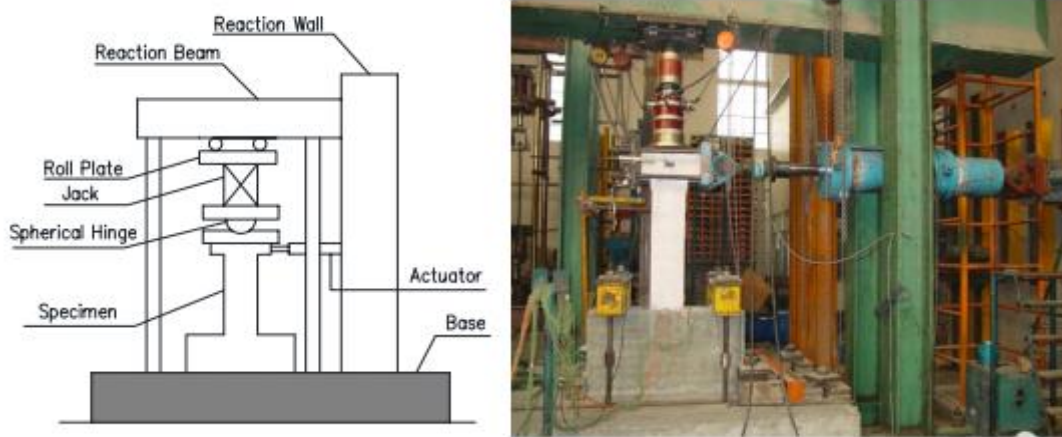 Reaction Wall
Reaction Beam
Roll Plate
Jack
Spherical Hinge
Actuator
Specimen
Base